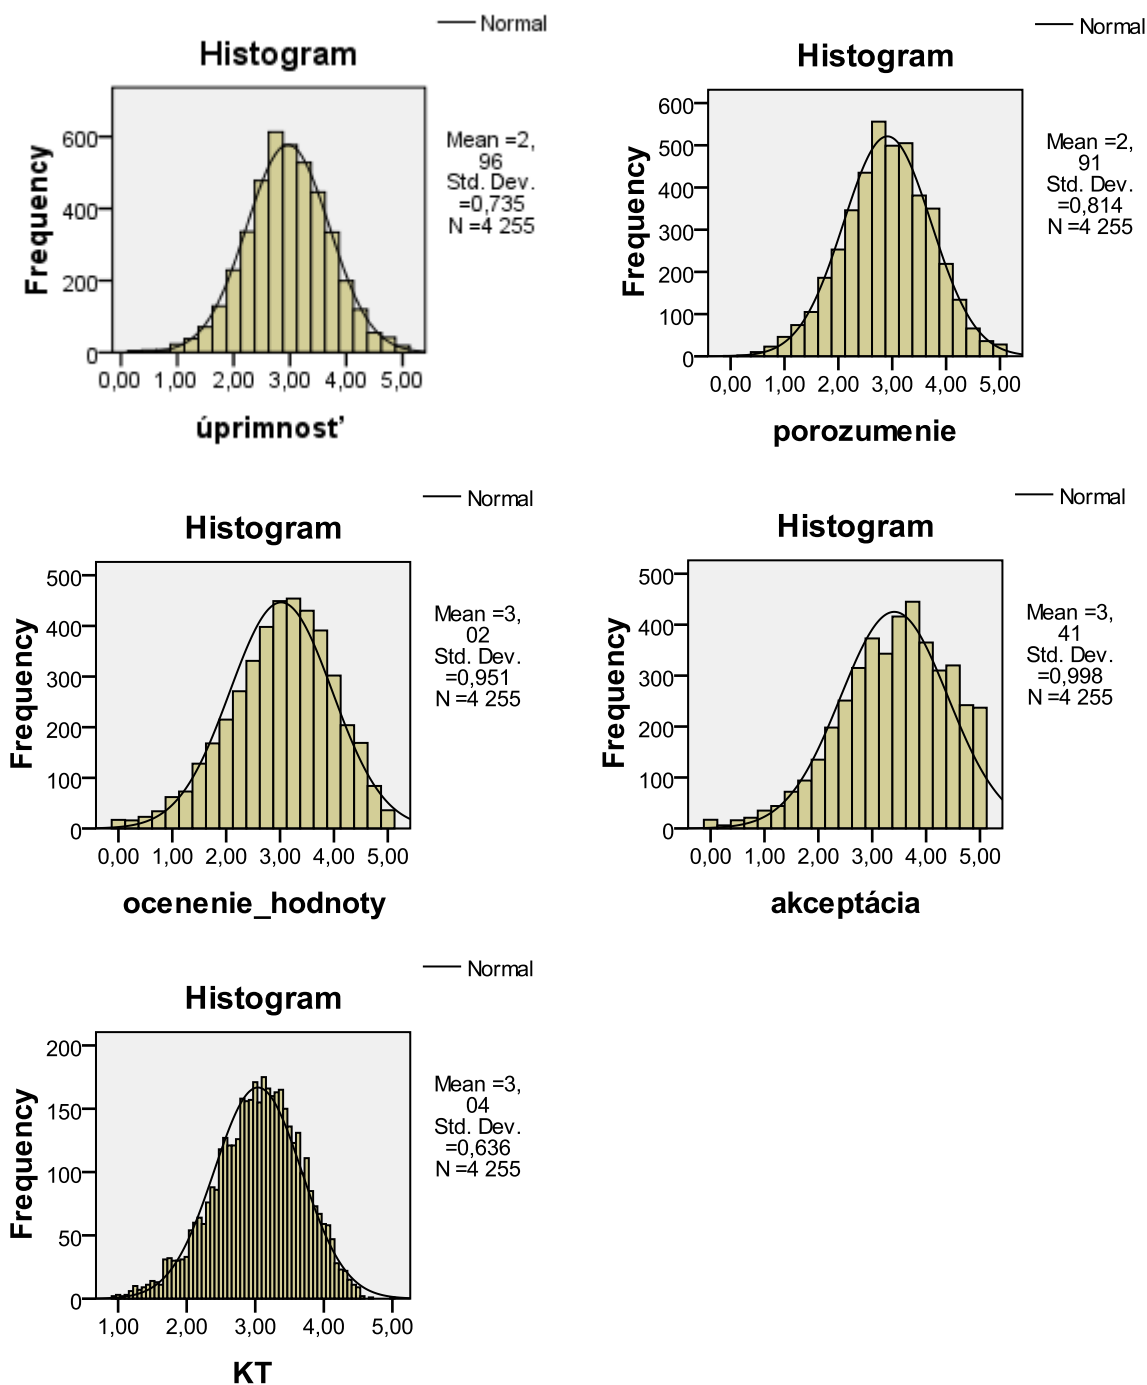 Normal
Histogram
Frequency
600
400
200
0
Mean =2,
96
Std. Dev.
=0,735
N =4 255
0,00 1,00 2,00 3,00 4,00 5,00
úprimnosť
Normal
Histogram
Frequency
600
500
400
300
200
100
0
Mean =2,
91
Std. Dev.
=0,814
N =4 255
0,00 1,00 2,00 3,00 4,00 5,00
porozumenie
Normal
Histogram
Frequency
500
400
300
200
100
0
Mean =3,
02
Std. Dev.
=0,951
N =4 255
0,00 1,00 2,00 3,00 4,00 5,00
ocenenie_hodnoty
Normal
Histogram
Frequency
500
400
300
200
100
0
Mean =3,
41
Std. Dev.
=0,998
N =4 255
0,00 1,00 2,00 3,00 4,00 5,00
akceptácia
Normal
Histogram
Frequency
200
150
100
50
0
Mean =3,
04
Std. Dev.
=0,636
N =4 255
1,00 2,00 3,00 4,00 5,00
KT